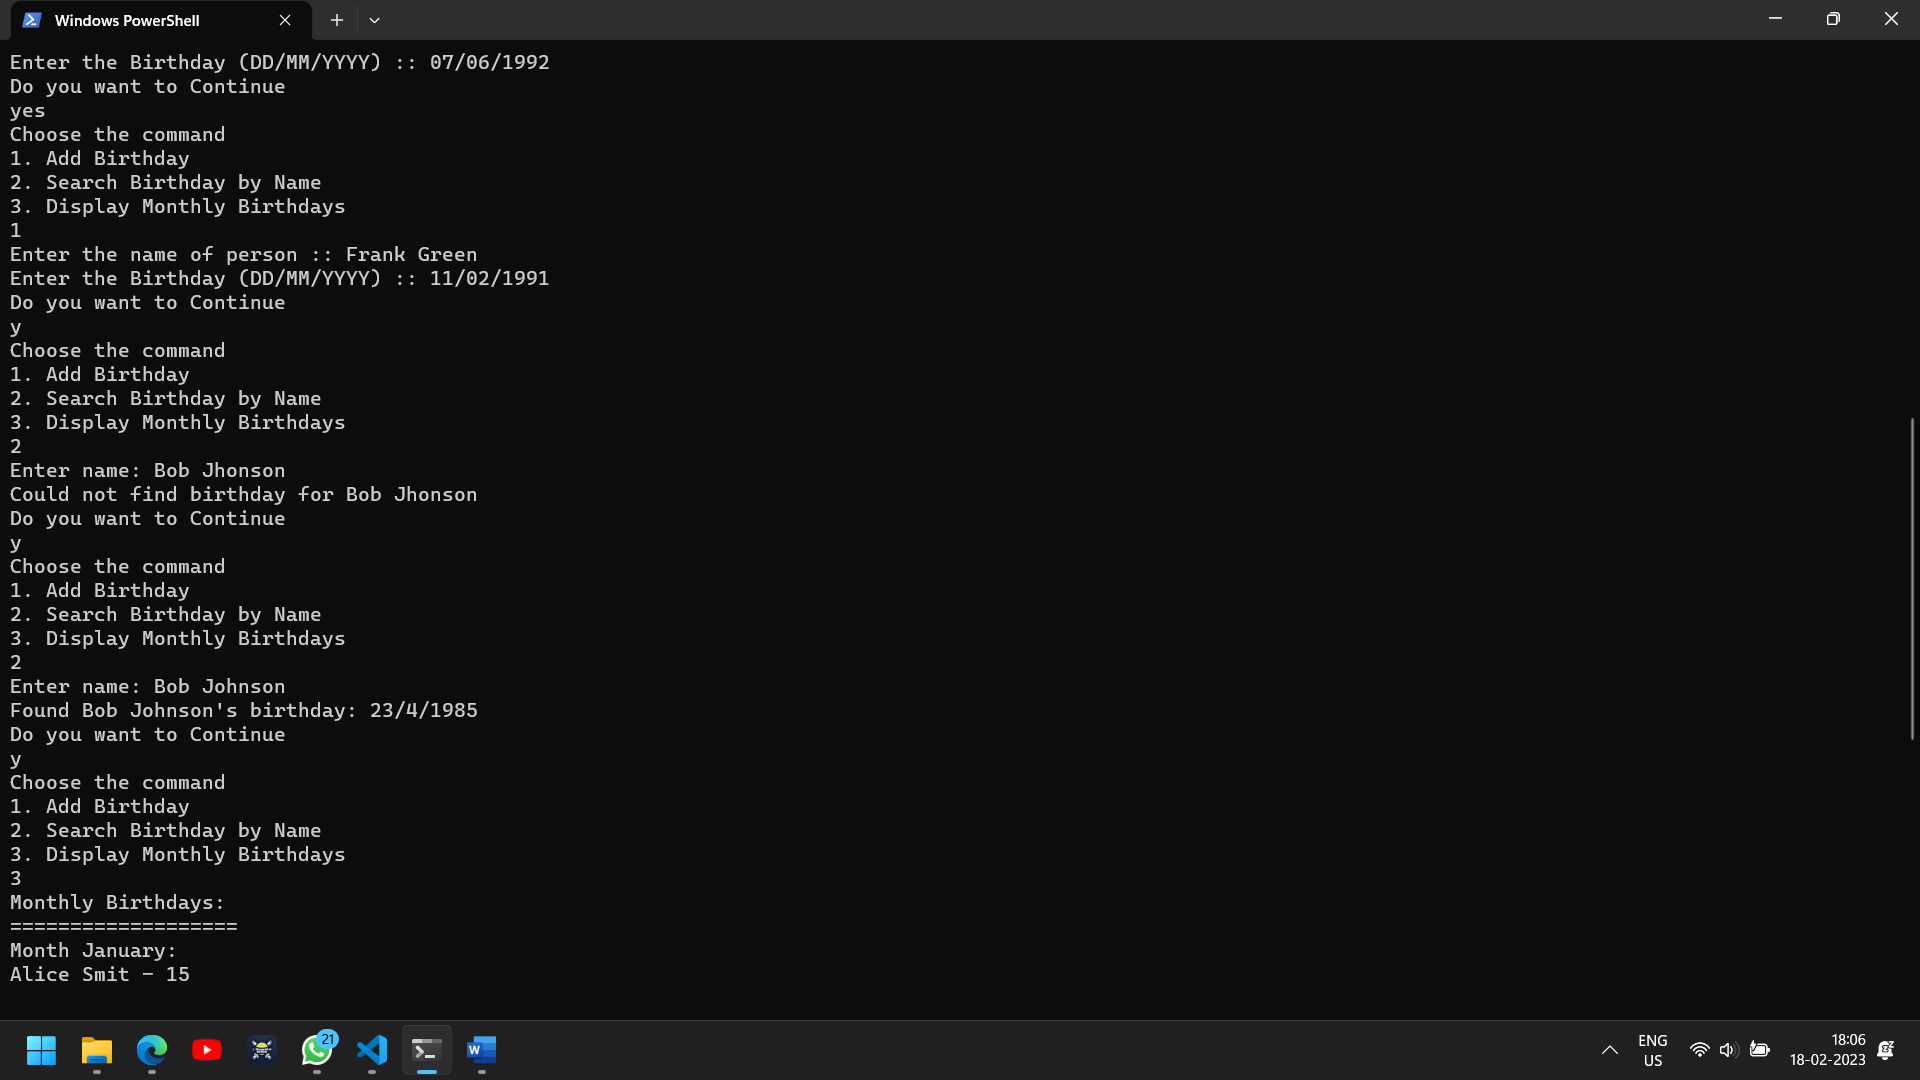 Windows PowerShell
Enter the Birthday (DD/MM/YYYY) :: 07/06/1992
Do you want to Continue
yes
Choose the command
1. Add Birthday
2. Search Birthday by Name
3. Display Monthly Birthdays
1
Enter the name of person :: Frank Green
Enter the Birthday (DD/MM/YYYY) :: 11/02/1991
Do you want to Continue
y
Choose the command
1. Add Birthday
2. Search Birthday by Name
3. Display Monthly Birthdays
2
Enter name: Bob Jhonson
Could not find birthday for Bob Jhonson
Do you want to Continue
y
Choose the command
1. Add Birthday
2. Search Birthday by Name
3. Display Monthly Birthdays
2
Enter name: Bob Johnson
Found Bob Johnson's birthday: 23/4/1985
Do you want to Continue
y
Choose the command
1. Add Birthday
2. Search Birthday by Name
3. Display Monthly Birthdays
3
Monthly Birthdays:
===================
Month January:
Alice Smit - 15
21
W
ENG
US
18:06
18-02-2023